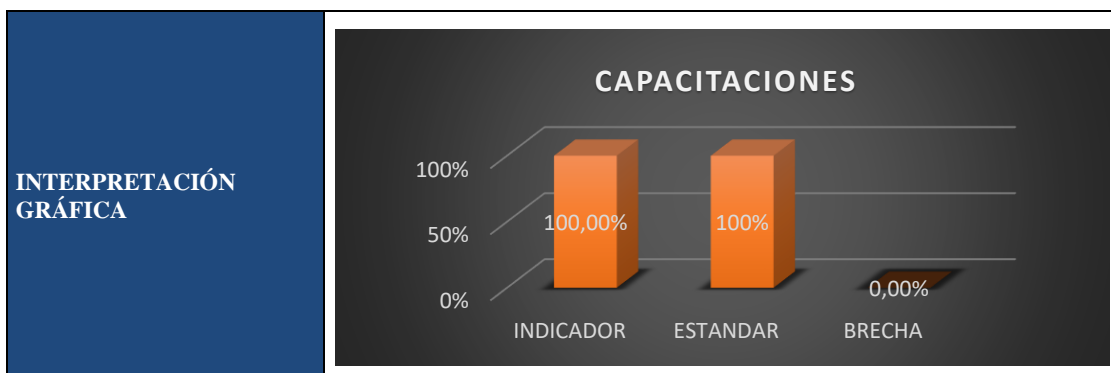 INTERPRETACIÓN
GRÁFICA
CAPACITACIONES
100%
50%
0%
100,00%
100%
0,00%
INDICADOR
ESTANDAR
BRECHA